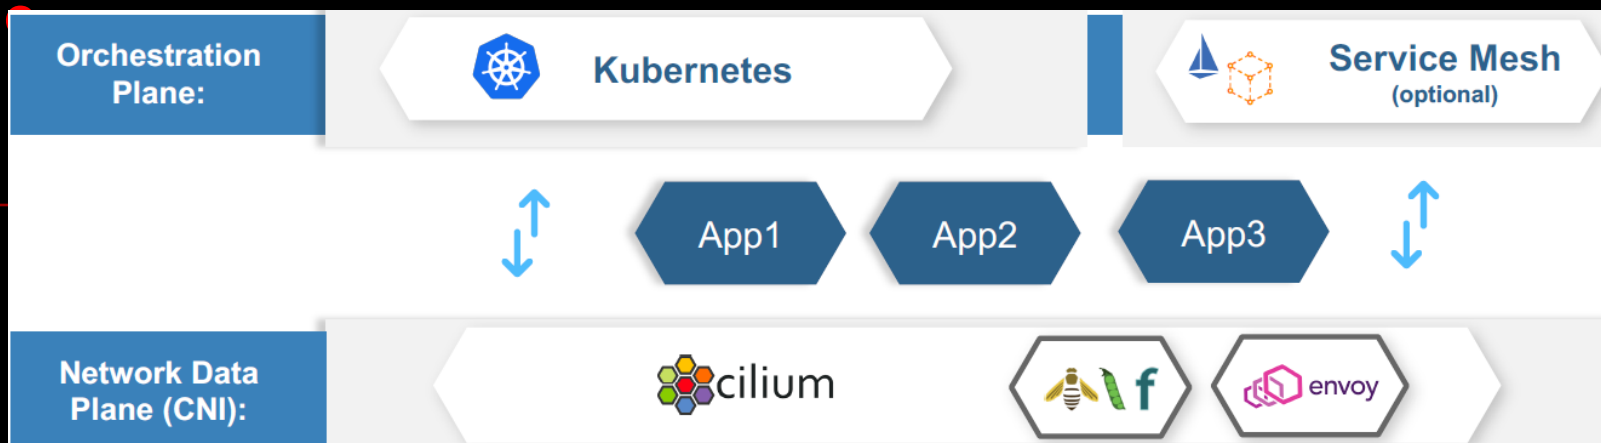 Orchestration
Plane:
Kubernetes
Service Mesh
(optional)
App1
App2
App3
Network Data
Plane (CNI):
cilium
f
envoy